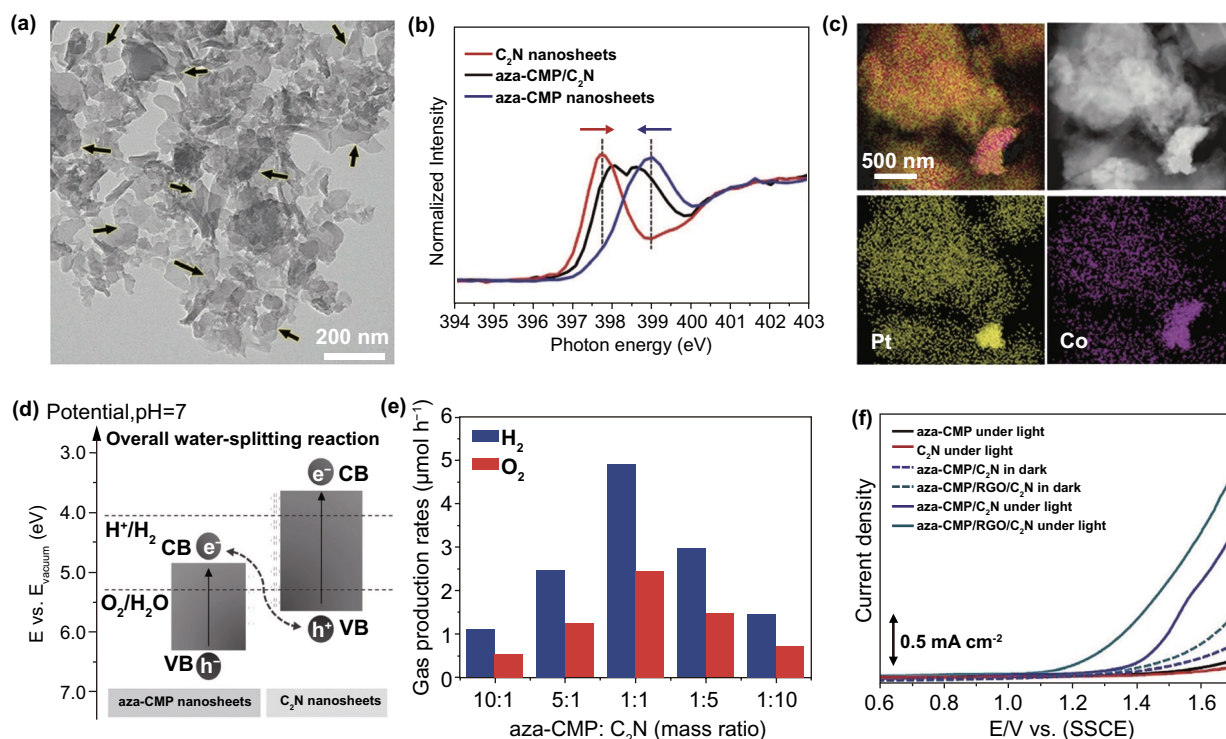 (a)
200 nm
(b)
C₂N nanosheets
aza-CMP/C₂N
aza-CMP nanosheets
Normalized Intensity
394 395 396 397 398 399 400 401 402 403
Photon energy (eV)
(c)
500 nm
Pt
Co
(d) Potential,pH=7
Overall water-splitting reaction
E vs. E_vacuum (eV)
3.0
4.0
5.0
6.0
7.0
H⁺/H₂
O₂/H₂O
e⁻ CB
CB e⁻
h⁺ VB
VB h⁻
aza-CMP nanosheets
C₂N nanosheets
(e)
Gas production rates (μmol h⁻¹)
6
5
4
3
2
1
0
H₂
O₂
10:1 5:1 1:1 1:5 1:10
aza-CMP: C₂N (mass ratio)
(f)
aza-CMP under light
C₂N under light
aza-CMP/C₂N in dark
aza-CMP/RGO/C₂N in dark
aza-CMP/C₂N under light
aza-CMP/RGO/C₂N under light
Current density
0.5 mA cm⁻²
0.6 0.8 1.0 1.2 1.4 1.6
E/V vs. (SSCE)